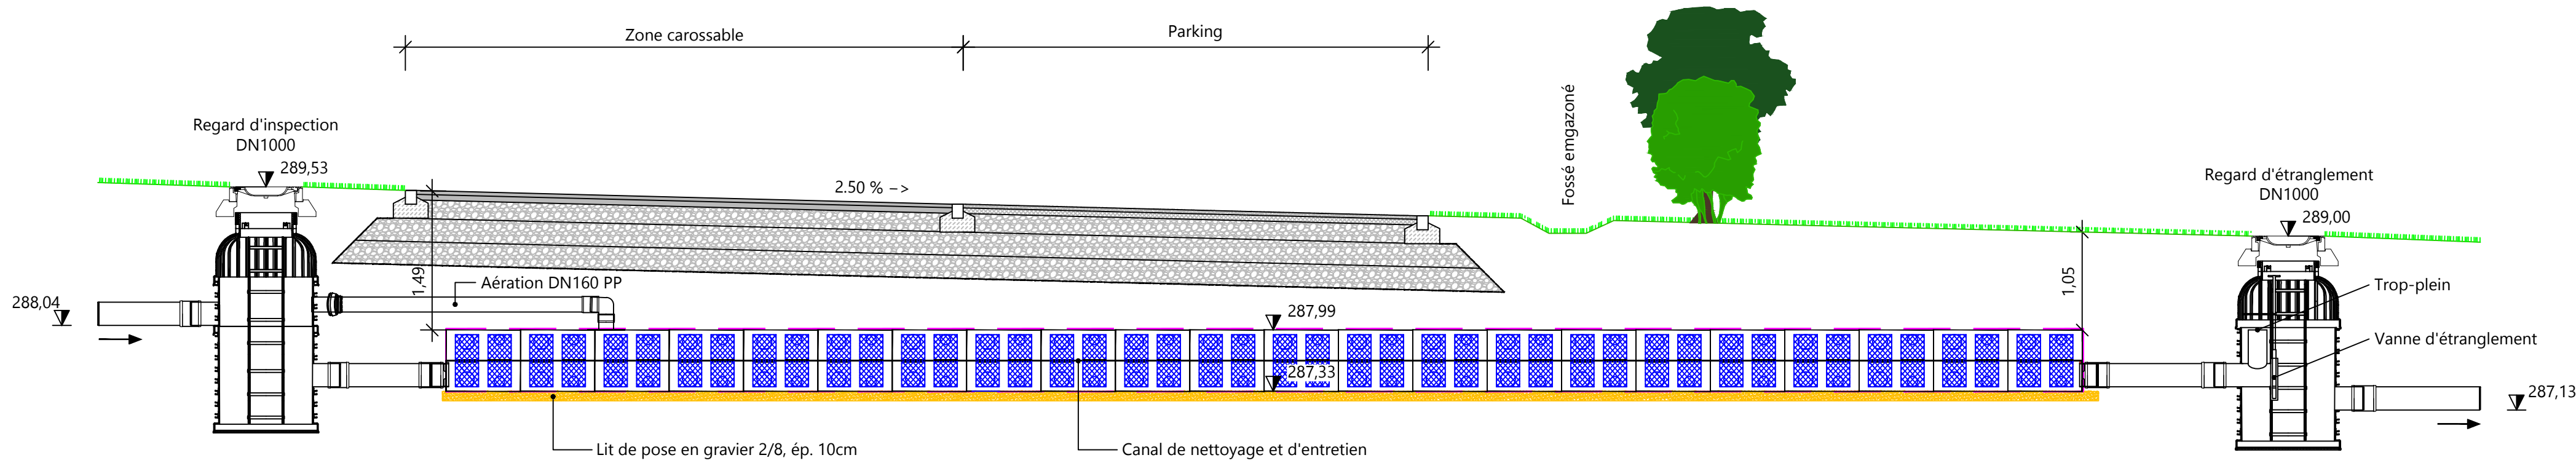 Zone carossable
Parking
Fossé emgazoné
Regard d'inspection
DN1000
289,53
2.50 % –>
Regard d'étranglement
DN1000
289,00
1,49
Aération DN160 PP
288,04
287,99
1,05
Trop-plein
Vanne d'étranglement
287,33
287,13
Lit de pose en gravier 2/8, ép. 10cm
Canal de nettoyage et d'entretien